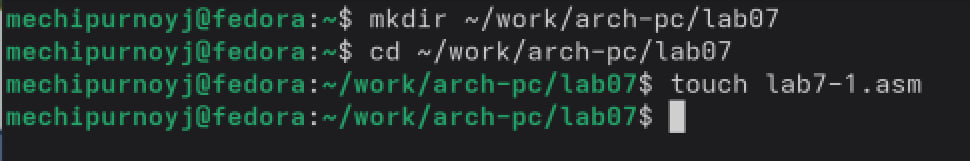 mechipurnoyj@fedora:~$ mkdir ~/work/arch-pc/lab07
mechipurnoyj@fedora:~$ cd ~/work/arch-pc/lab07
mechipurnoyj@fedora:~/work/arch-pc/lab07$ touch lab7-1.asm
mechipurnoyj@fedora:~/work/arch-pc/lab07$